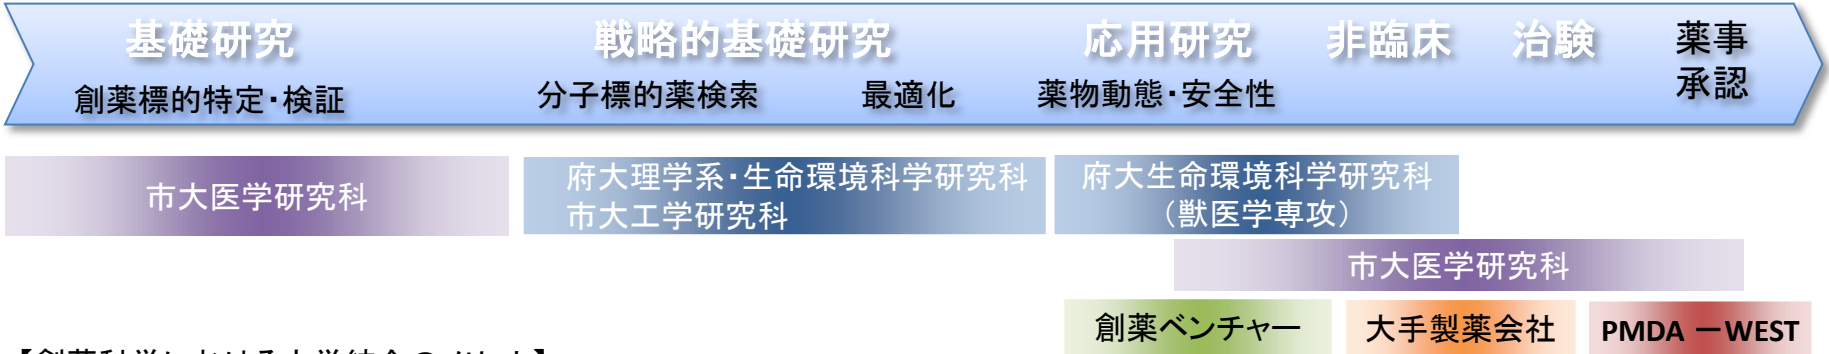 基礎研究 戦略的基礎研究 応用研究 非臨床 治験 薬事
承認
創薬標的特定・検証 分子標的薬検索 最適化 薬物動態・安全性
市大医学研究科
府大理学系・生命環境科学研究科
市大工学研究科
府大生命環境科学研究科
（獣医学専攻）
市大医学研究科
創薬ベンチャー 大手製薬会社 PMDA －WEST